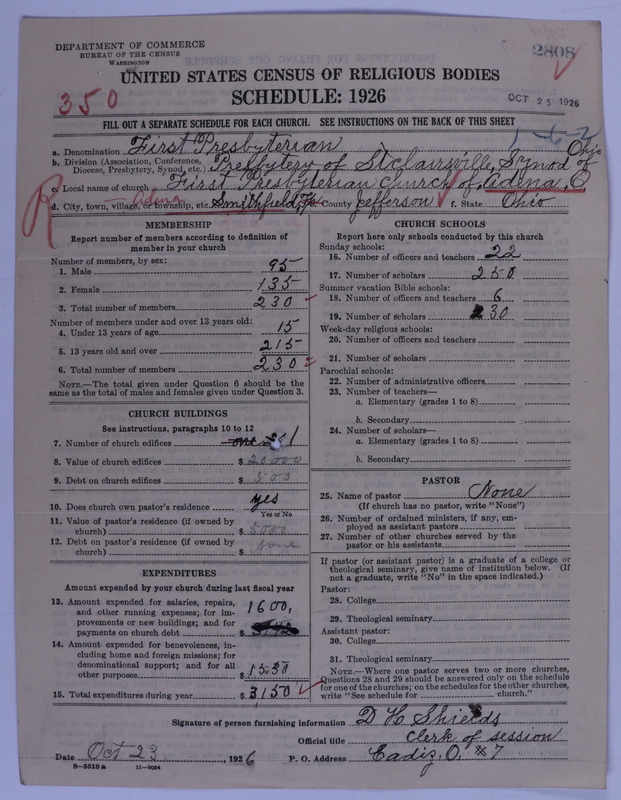 DEPARTMENT OF COMMERCE
BUREAU OF THE CENSUS
WASHINGTON
2808
UNITED STATES CENSUS OF RELIGIOUS BODIES
350
SCHEDULE: 1926
OCT 25 1926
FILL OUT A SEPARATE SCHEDULE FOR EACH CHURCH. SEE INSTRUCTIONS ON THE BACK OF THIS SHEET
1-6-2
a. Denomination First Presbyterian
b. Division (Association, Conference, Diocese, Presbytery, Synod, etc.) Presbytery of St clairsville, Synod of Ohio
c. Local name of church First Presbyterian Church of Adena, O
R
d. City, town, village, or township, etc. Adena Smithfield e. County Jefferson f. State Ohio
MEMBERSHIP
Report number of members according to definition of
member in your church
Number of members, by sex:
1. Male 95
2. Female 135
3. Total number of members 230
Number of members under and over 13 years old:
4. Under 13 years of age 15
5. 13 years old and over 215
6. Total number of members 230
NOTE.—The total given under Question 6 should be the
same as the total of males and females given under Question 3.
CHURCH BUILDINGS
See instructions, paragraphs 10 to 12
7. Number of church edifices one 1
8. Value of church edifices $ 20000
9. Debt on church edifices $ 500
10. Does church own pastor's residence yes
Yes or No
11. Value of pastor's residence (if owned by
church) $ 5000
12. Debt on pastor's residence (if owned by
church) $ none
EXPENDITURES
Amount expended by your church during last fiscal year
13. Amount expended for salaries, repairs,
and other running expenses; for im-
provements or new buildings; and for
payments on church debt $ 1600,
14. Amount expended for benevolences, in-
cluding home and foreign missions; for
denominational support; and for all
other purposes $ 1530
15. Total expenditures during year $ 3150
CHURCH SCHOOLS
Report here only schools conducted by this church
Sunday schools:
16. Number of officers and teachers 22
17. Number of scholars 250
Summer vacation Bible schools:
18. Number of officers and teachers 6
19. Number of scholars 30
Week-day religious schools:
20. Number of officers and teachers
21. Number of scholars
Parochial schools:
22. Number of administrative officers
23. Number of teachers—
a. Elementary (grades 1 to 8)
b. Secondary
24. Number of scholars—
a. Elementary (grades 1 to 8)
b. Secondary
PASTOR
25. Name of pastor None
(If church has no pastor, write "None")
26. Number of ordained ministers, if any, em-
ployed as assistant pastors
27. Number of other churches served by the
pastor or his assistants
If pastor (or assistant pastor) is a graduate of a college or
theological seminary, give name of institution below. (If
not a graduate, write "No" in the space indicated.)
Pastor:
28. College
29. Theological seminary
Assistant pastor:
30. College
31. Theological seminary
NOTE.—Where one pastor serves two or more churches,
Questions 28 and 29 should be answered only on the schedule
for one of the churches; on the schedules for the other churches,
write "See schedule for church."
Signature of person furnishing information D H Shields
Official title Clerk of session
Date Oct 23, 1926 P. O. Address Cadiz, O. #7
8-5518a 11-9084